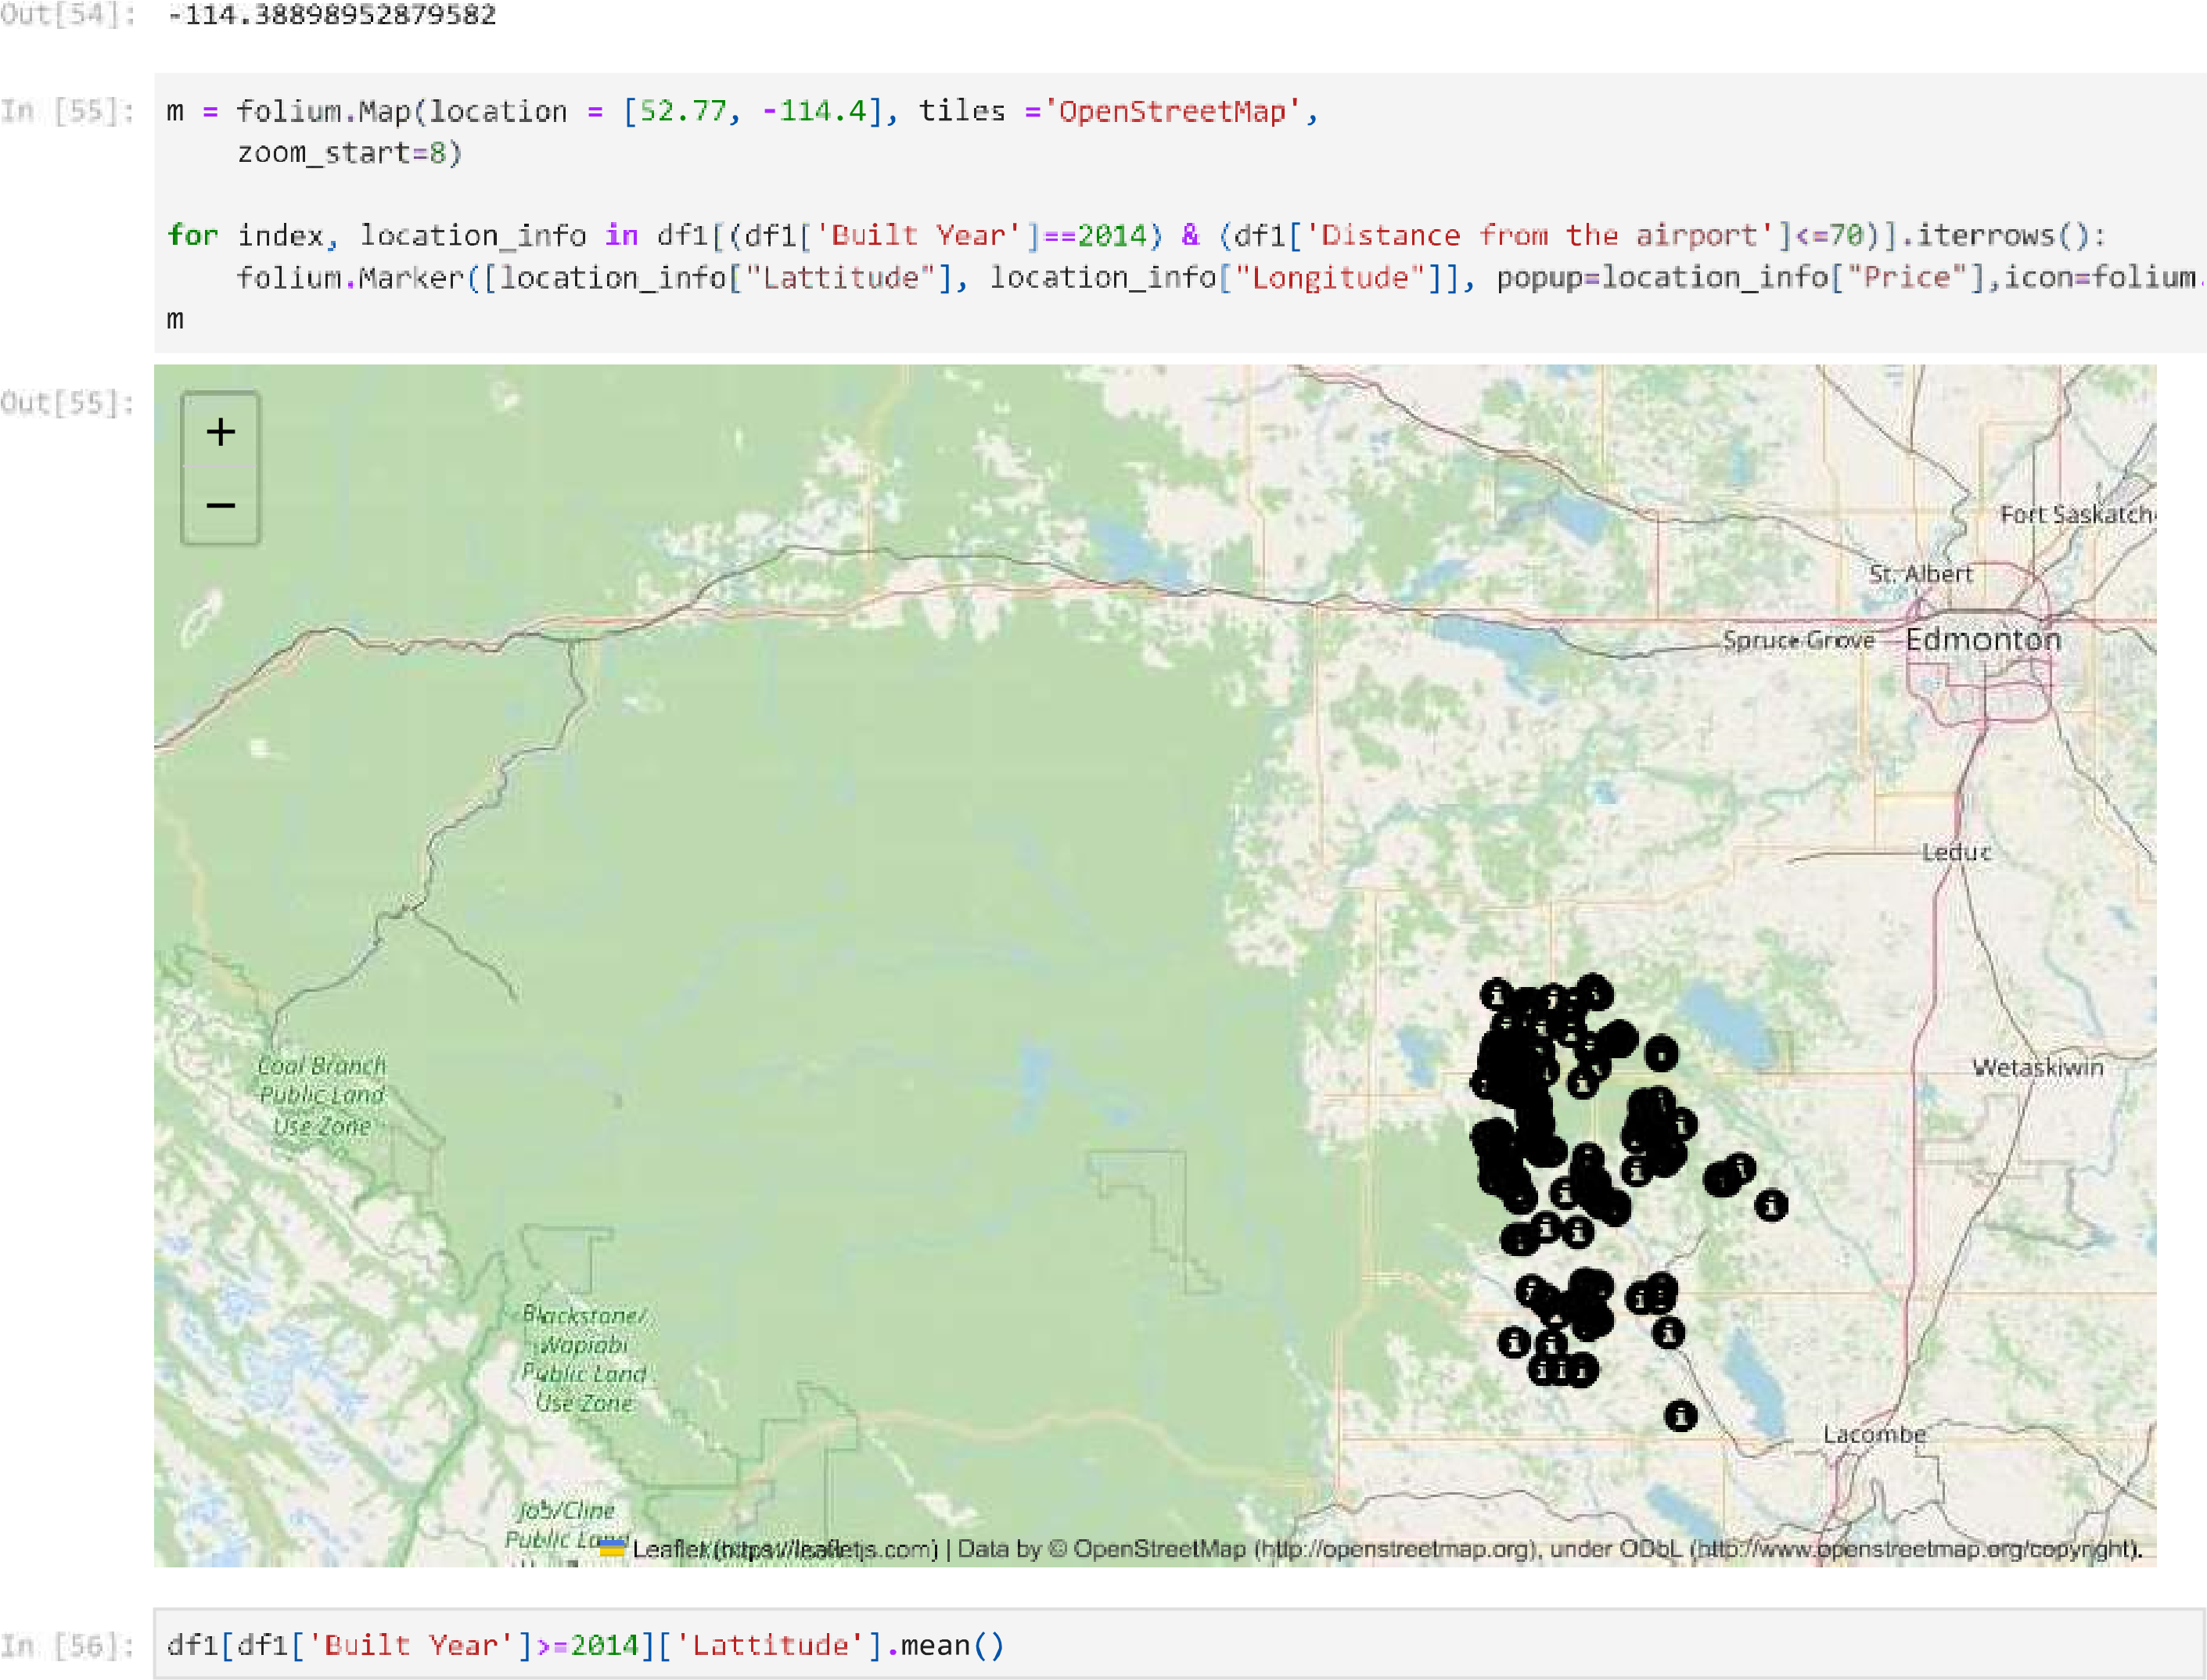 Out[54]: -114.38898952879582
In [55]: m = folium.Map(location = [52.77, -114.4], tiles ='OpenStreetMap',
zoom_start=8)
for index, location_info in df1[(df1['Built Year']==2014) & (df1['Distance from the airport']<=70)].iterrows():
folium.Marker([location_info["Lattitude"], location_info["Longitude"]], popup=location_info["Price"],icon=folium.
m
Out[55]:
+
−
Fort Saskatch
St. Albert
Spruce Grove
Edmonton
Leduc
Coal Branch
Public Land
Use Zone
Wetaskiwin
Blackstone/
Wapiabi
Public Land
Use Zone
Lacombe
Job/Cline
Public Land
Leaflet (https://leafletjs.com) | Data by © OpenStreetMap (http://openstreetmap.org), under ODbL (http://www.openstreetmap.org/copyright).
In [56]: df1[df1['Built Year']>=2014]['Lattitude'].mean()